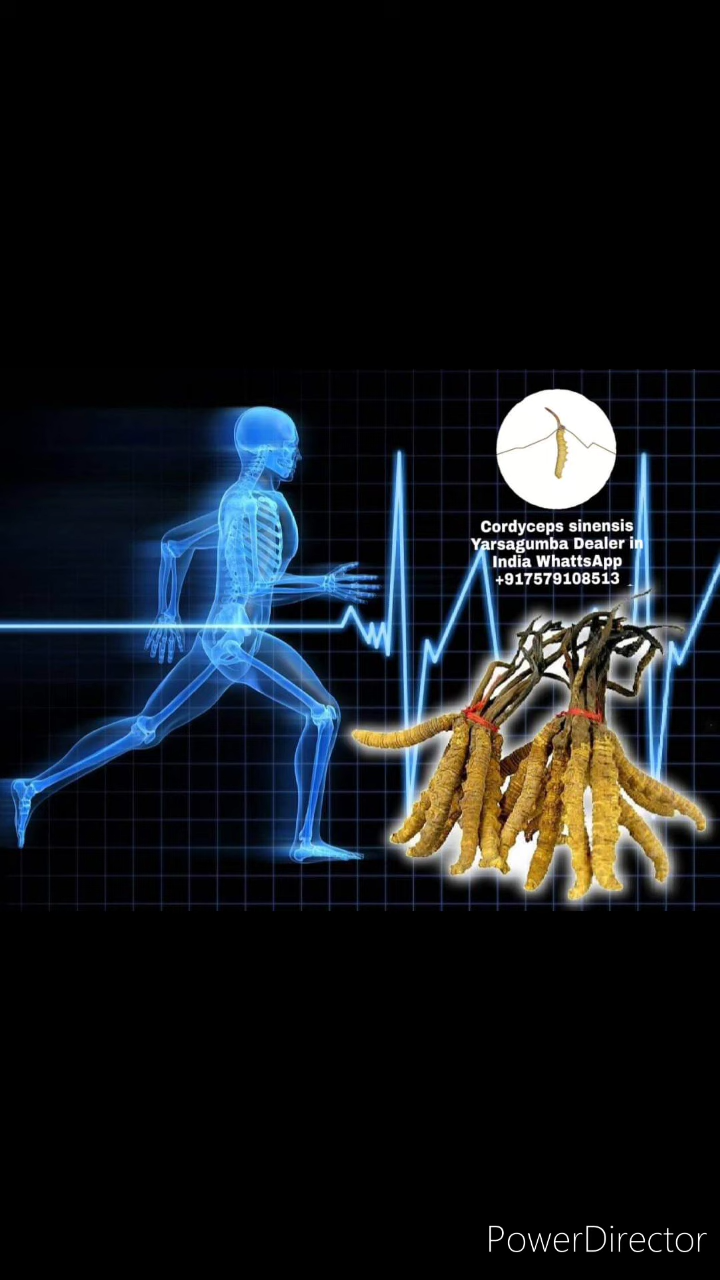 Cordyceps sinensis
Yarsagumba Dealer in
India WhattsApp
+917579108513
PowerDirector